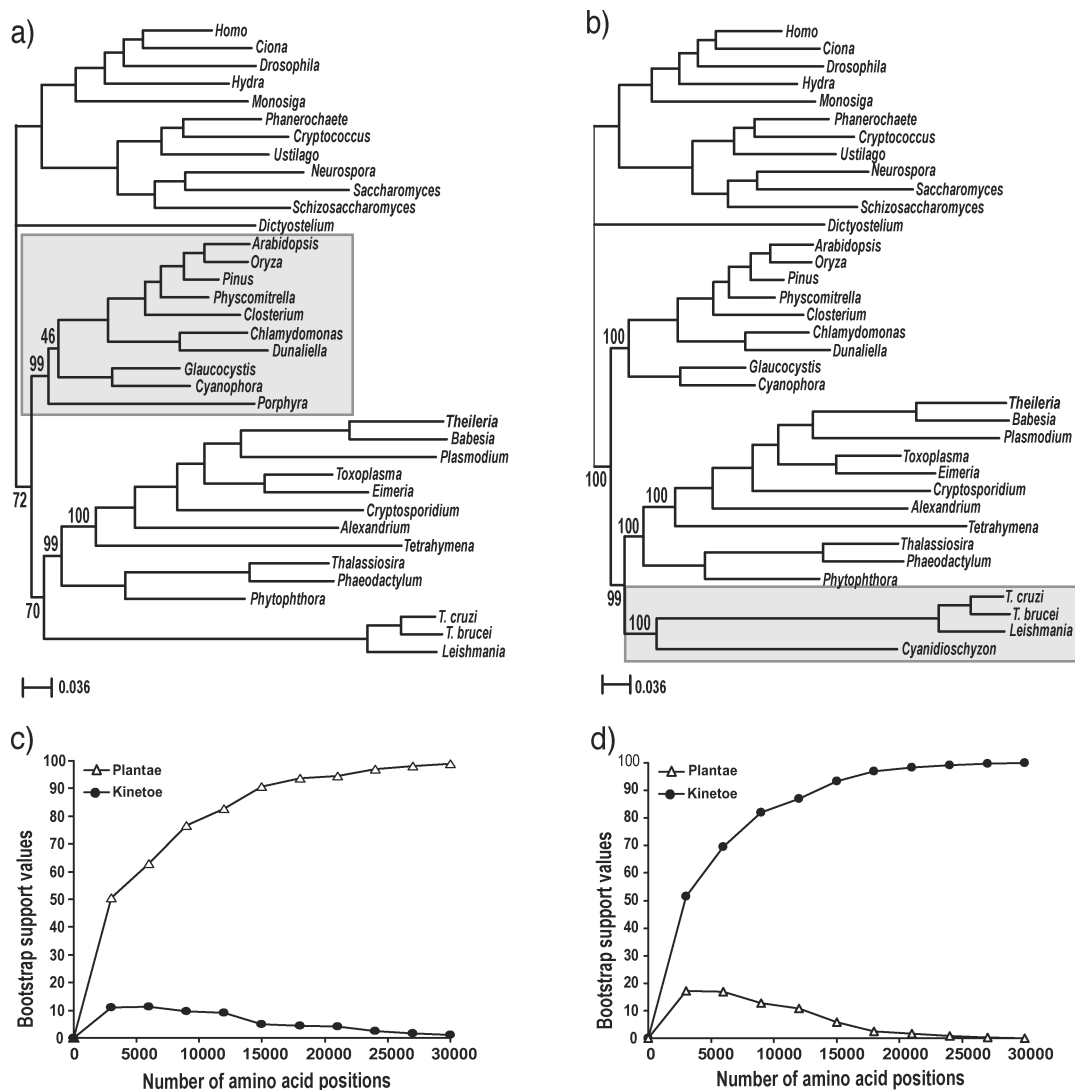 a)
Homo
Ciona
Drosophila
Hydra
Monosiga
Phanerochaete
Cryptococcus
Ustilago
Neurospora
Saccharomyces
Schizosaccharomyces
Dictyostelium
Arabidopsis
Oryza
Pinus
Physcomitrella
Closterium
46
Chlamydomonas
Dunaliella
99
Glaucocystis
Cyanophora
Porphyra
Theileria
Babesia
Plasmodium
Toxoplasma
72
Eimeria
Cryptosporidium
100
Alexandrium
99
Tetrahymena
Thalassiosira
Phaeodactylum
70
Phytophthora
T. cruzi
T. brucei
Leishmania
0.036
b)
Homo
Ciona
Drosophila
Hydra
Monosiga
Phanerochaete
Cryptococcus
Ustilago
Neurospora
Saccharomyces
Schizosaccharomyces
Dictyostelium
Arabidopsis
Oryza
Pinus
Physcomitrella
Closterium
100
Chlamydomonas
Dunaliella
Glaucocystis
Cyanophora
Theileria
Babesia
Plasmodium
Toxoplasma
100
Eimeria
100
Cryptosporidium
Alexandrium
100
Tetrahymena
Thalassiosira
Phaeodactylum
Phytophthora
99
T. cruzi
T. brucei
100
Leishmania
Cyanidioschyzon
0.036
c)
Bootstrap support values
100
90
80
70
60
50
40
30
20
10
0
Plantae
Kinetoe
0 5000 10000 15000 20000 25000 30000
Number of amino acid positions
d)
Bootstrap support values
100
90
80
70
60
50
40
30
20
10
0
Plantae
Kinetoe
0 5000 10000 15000 20000 25000 30000
Number of amino acid positions